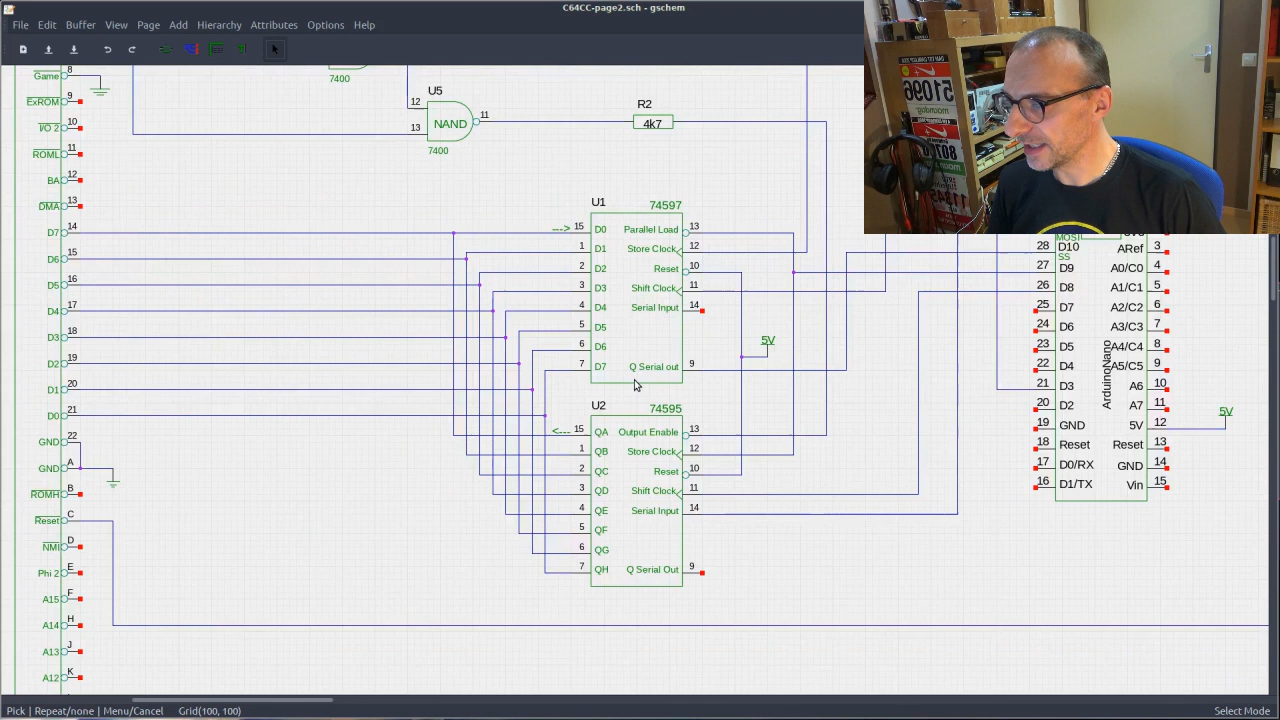 C64CC-page2.sch - gschem
File Edit Buffer View Page Add Hierarchy Attributes Options Help
Game 8
ExROM 9
I/O 2 10
ROML 11
BA 12
DMA 13
D7 14
D6 15
D5 16
D4 17
D3 18
D2 19
D1 20
D0 21
GND 22
GND A
ROMH B
Reset C
NMI D
Phi 2 E
A15 F
A14 H
A13 J
A12 K
7400
U5
12
13
NAND
11
7400
R2
4k7
U1 74597
---> 15 D0 Parallel Load 13
1 D1 Store Clock 12
2 D2 Reset 10
3 D3 Shift Clock 11
4 D4 Serial Input 14
5 D5
6 D6
7 D7 Q Serial out 9
5V
U2 74595
<--- 15 QA Output Enable 13
1 QB Store Clock 12
2 QC Reset 10
3 QD Shift Clock 11
4 QE Serial Input 14
5 QF
6 QG
7 QH Q Serial Out 9
MOSI
28 D10 ARef 3
SS
27 D9 A0/C0 4
26 D8 A1/C1 5
25 D7 A2/C2 6
24 D6 A3/C3 7
23 D5 A4/C4 8
22 D4 A5/C5 9
21 D3 A6 10
20 D2 A7 11
19 GND 5V 12
18 Reset Reset 13
17 D0/RX GND 14
16 D1/TX Vin 15
ArduinoNano
5V
51096
Pick | Repeat/none | Menu/Cancel Grid(100, 100) Select Mode